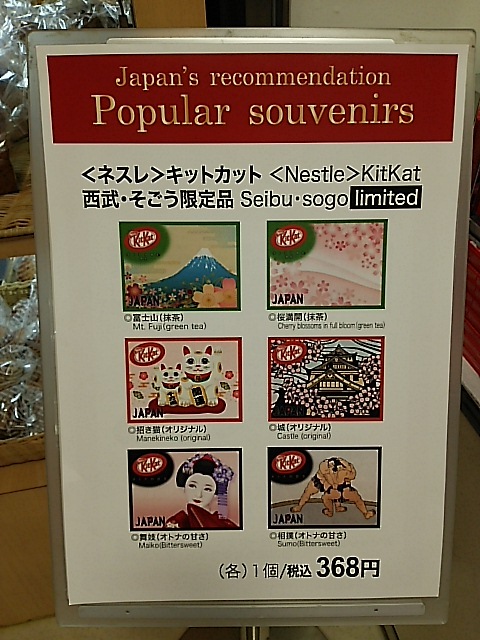 Japan's recommendation
Popular souvenirs
<ネスレ>キットカット <Nestle>KitKat
西武・そごう限定品 Seibu・sogo limited
KitKat
JAPAN
KitKat
JAPAN
◎富士山(抹茶)
Mt. Fuji(green tea)
◎桜満開(抹茶)
Cherry blossoms in full bloom(green tea)
KitKat
JAPAN
KitKat
JAPAN
◎招き猫(オリジナル)
Manekineko (original)
◎城(オリジナル)
Castle (original)
KitKat
JAPAN
KitKat
JAPAN
◎舞妓(オトナの甘さ)
Maiko(Bittersweet)
◎相撲(オトナの甘さ)
Sumo(Bittersweet)
(各)1個/税込 368円